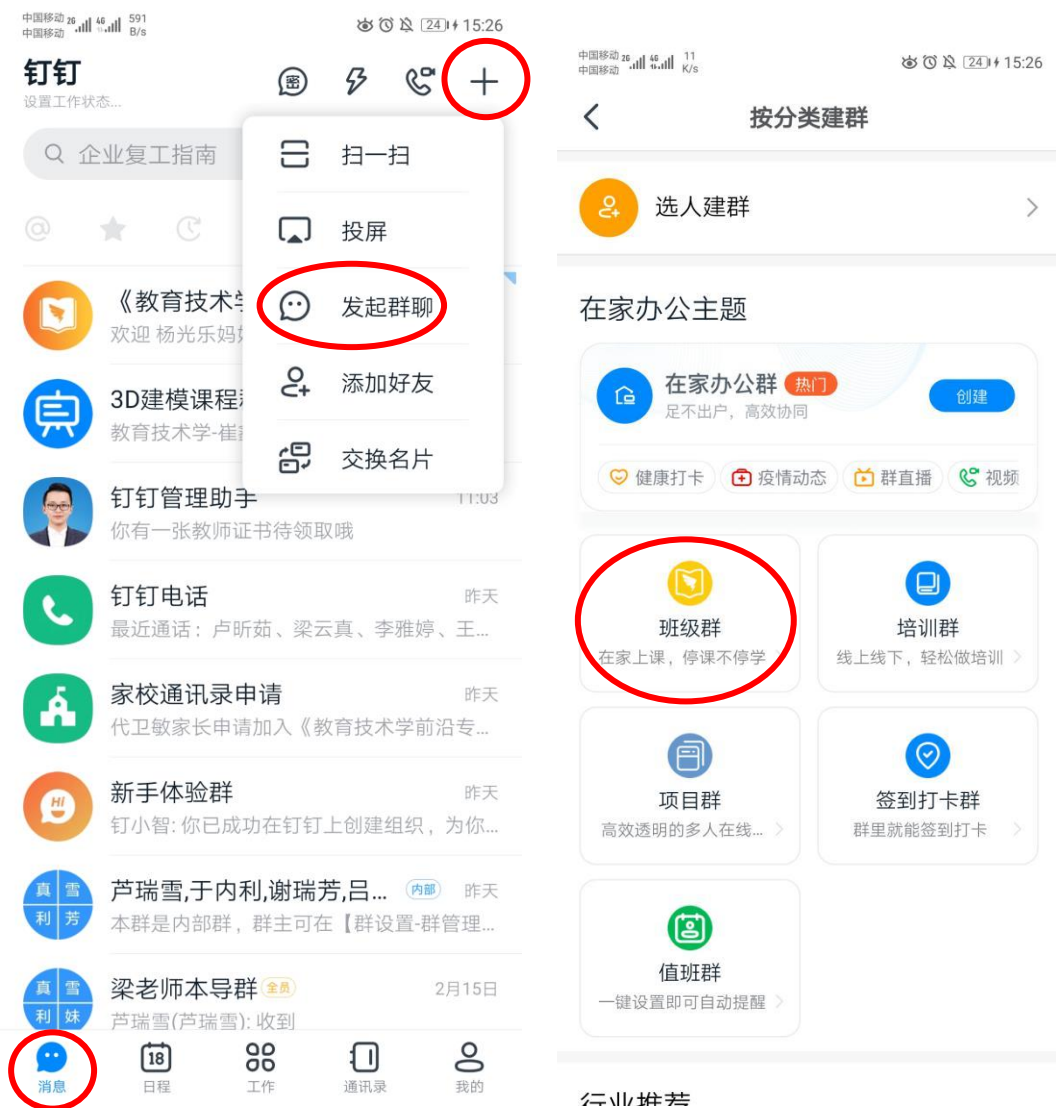 中国移动 26 46 591
中国移动 B/s
24 15:26
钉钉
设置工作状态...
密
企业复工指南
扫一扫
投屏
发起群聊
添加好友
交换名片
《教育技术学
欢迎 杨光乐妈妈
3D建模课程
教育技术学-崔
钉钉管理助手 11:03
你有一张教师证书待领取哦
钉钉电话 昨天
最近通话：卢昕茹、梁云真、李雅婷、王...
家校通讯录申请 昨天
代卫敏家长申请加入《教育技术学前沿专...
Hi
新手体验群 昨天
钉小智: 你已成功在钉钉上创建组织，为你...
真 雪
利 芳
芦瑞雪,于内利,谢瑞芳,吕... 内部 昨天
本群是内部群，群主可在【群设置-群管理...
真 雪
利 妹
梁老师本导群 全员 2月15日
芦瑞雪(芦瑞雪): 收到
18
消息 日程 工作 通讯录 我的
中国移动 26 46 11
中国移动 K/s
24 15:26
按分类建群
选人建群
在家办公主题
在家办公群 热门
足不出户，高效协同
创建
健康打卡 疫情动态 群直播 视频
班级群
在家上课，停课不停学
培训群
线上线下，轻松做培训
项目群
高效透明的多人在线...
签到打卡群
群里就能签到打卡
值班群
一键设置即可自动提醒
行业推荐